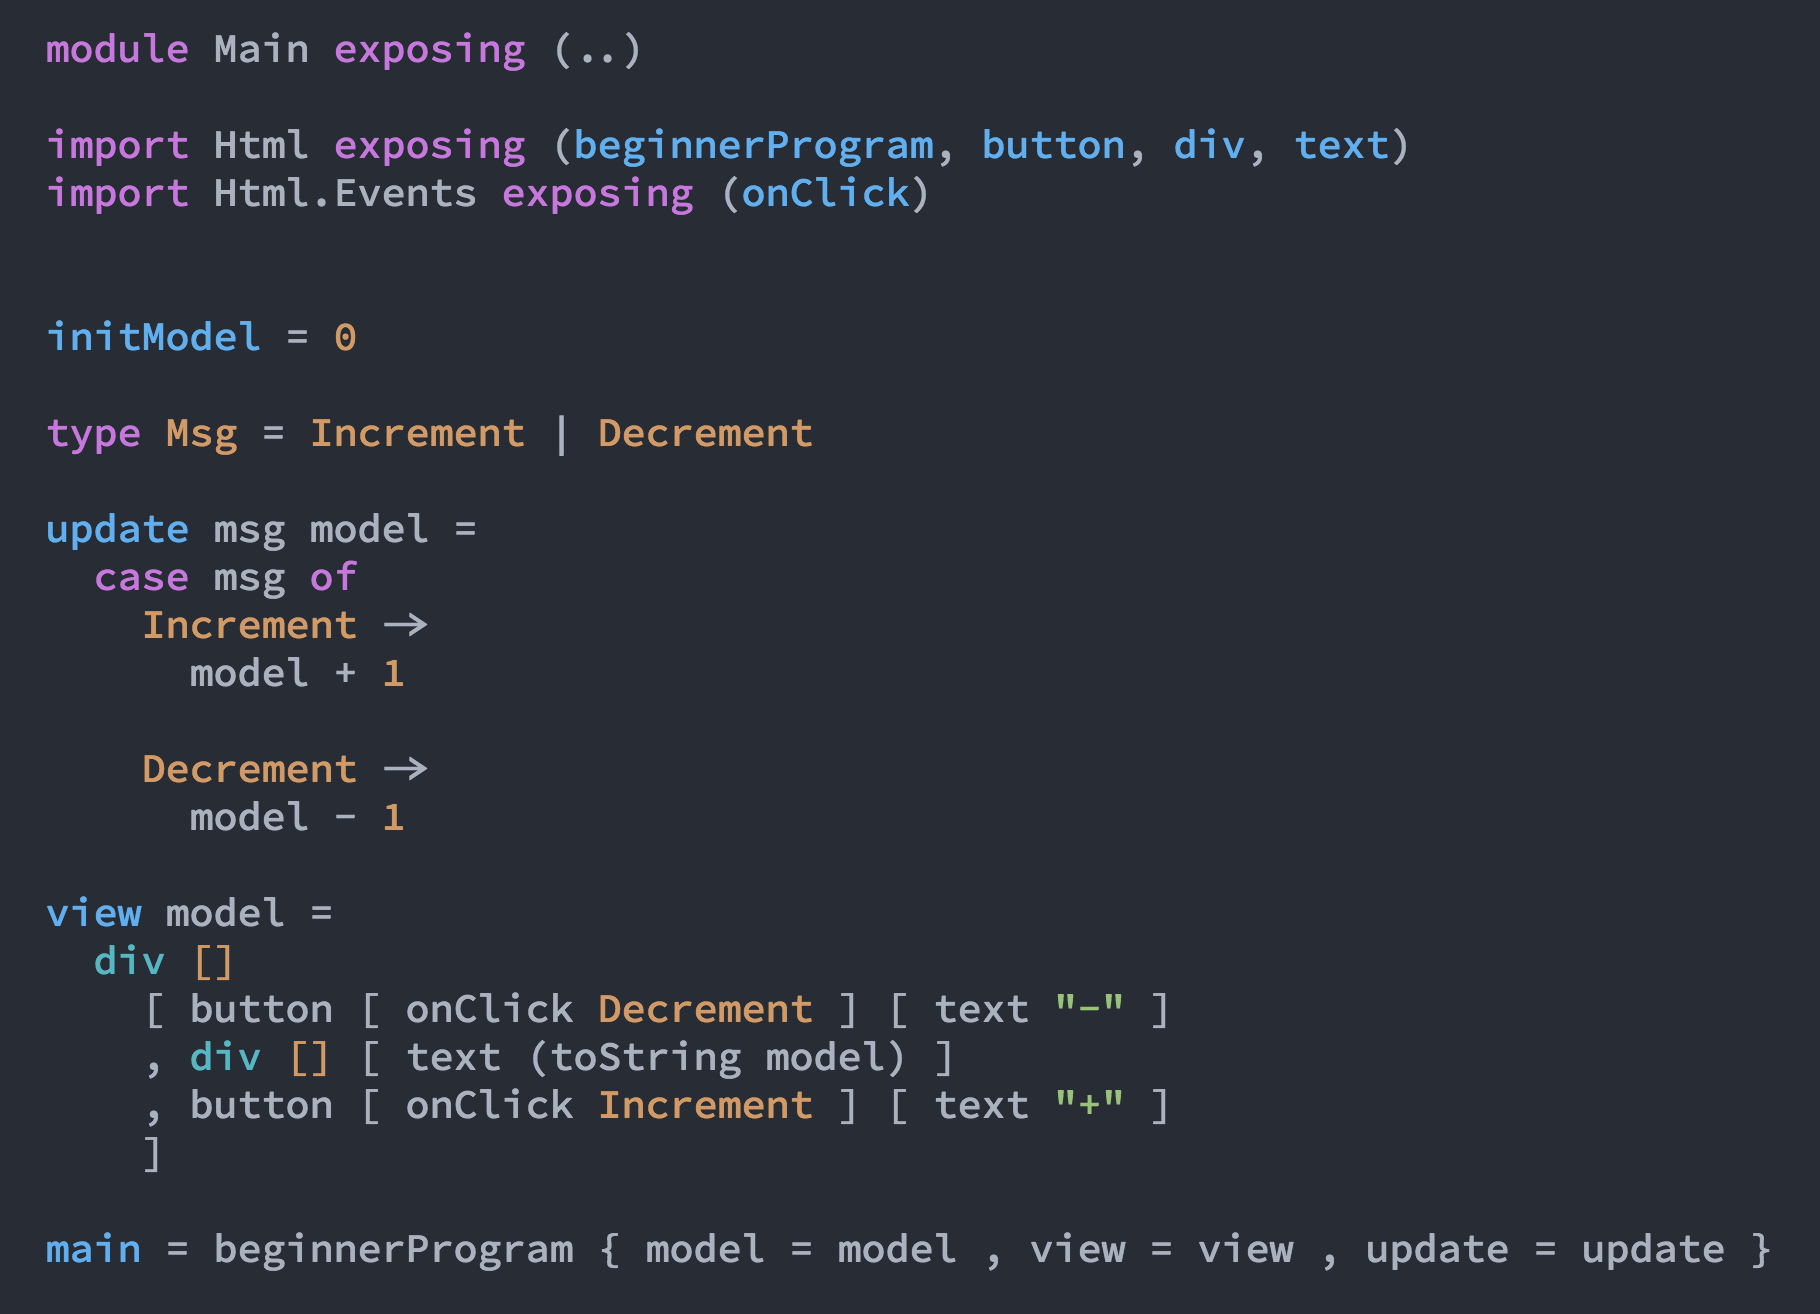 module Main exposing (..)

import Html exposing (beginnerProgram, button, div, text)
import Html.Events exposing (onClick)


initModel = 0

type Msg = Increment | Decrement

update msg model =
  case msg of
    Increment ->
      model + 1

    Decrement ->
      model - 1

view model =
  div []
    [ button [ onClick Decrement ] [ text "-" ]
    , div [] [ text (toString model) ]
    , button [ onClick Increment ] [ text "+" ]
    ]

main = beginnerProgram { model = model , view = view , update = update }